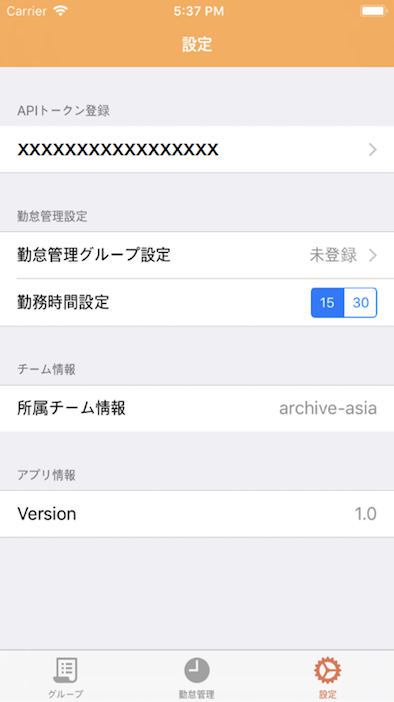 Carrier 5:37 PM
設定
APIトークン登録
XXXXXXXXXXXXXXXXX
勤怠管理設定
勤怠管理グループ設定 未登録
勤務時間設定 15 30
チーム情報
所属チーム情報 archive-asia
アプリ情報
Version 1.0
グループ 勤怠管理 設定